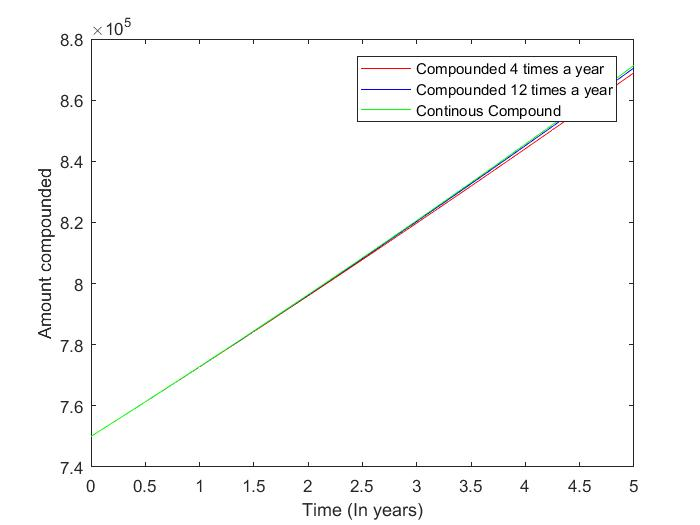 ×10⁵
8.8
8.6
8.4
8.2
8
7.8
7.6
7.4
Amount compounded
Compounded 4 times a year
Compounded 12 times a year
Continous Compound
0 0.5 1 1.5 2 2.5 3 3.5 4 4.5 5
Time (In years)